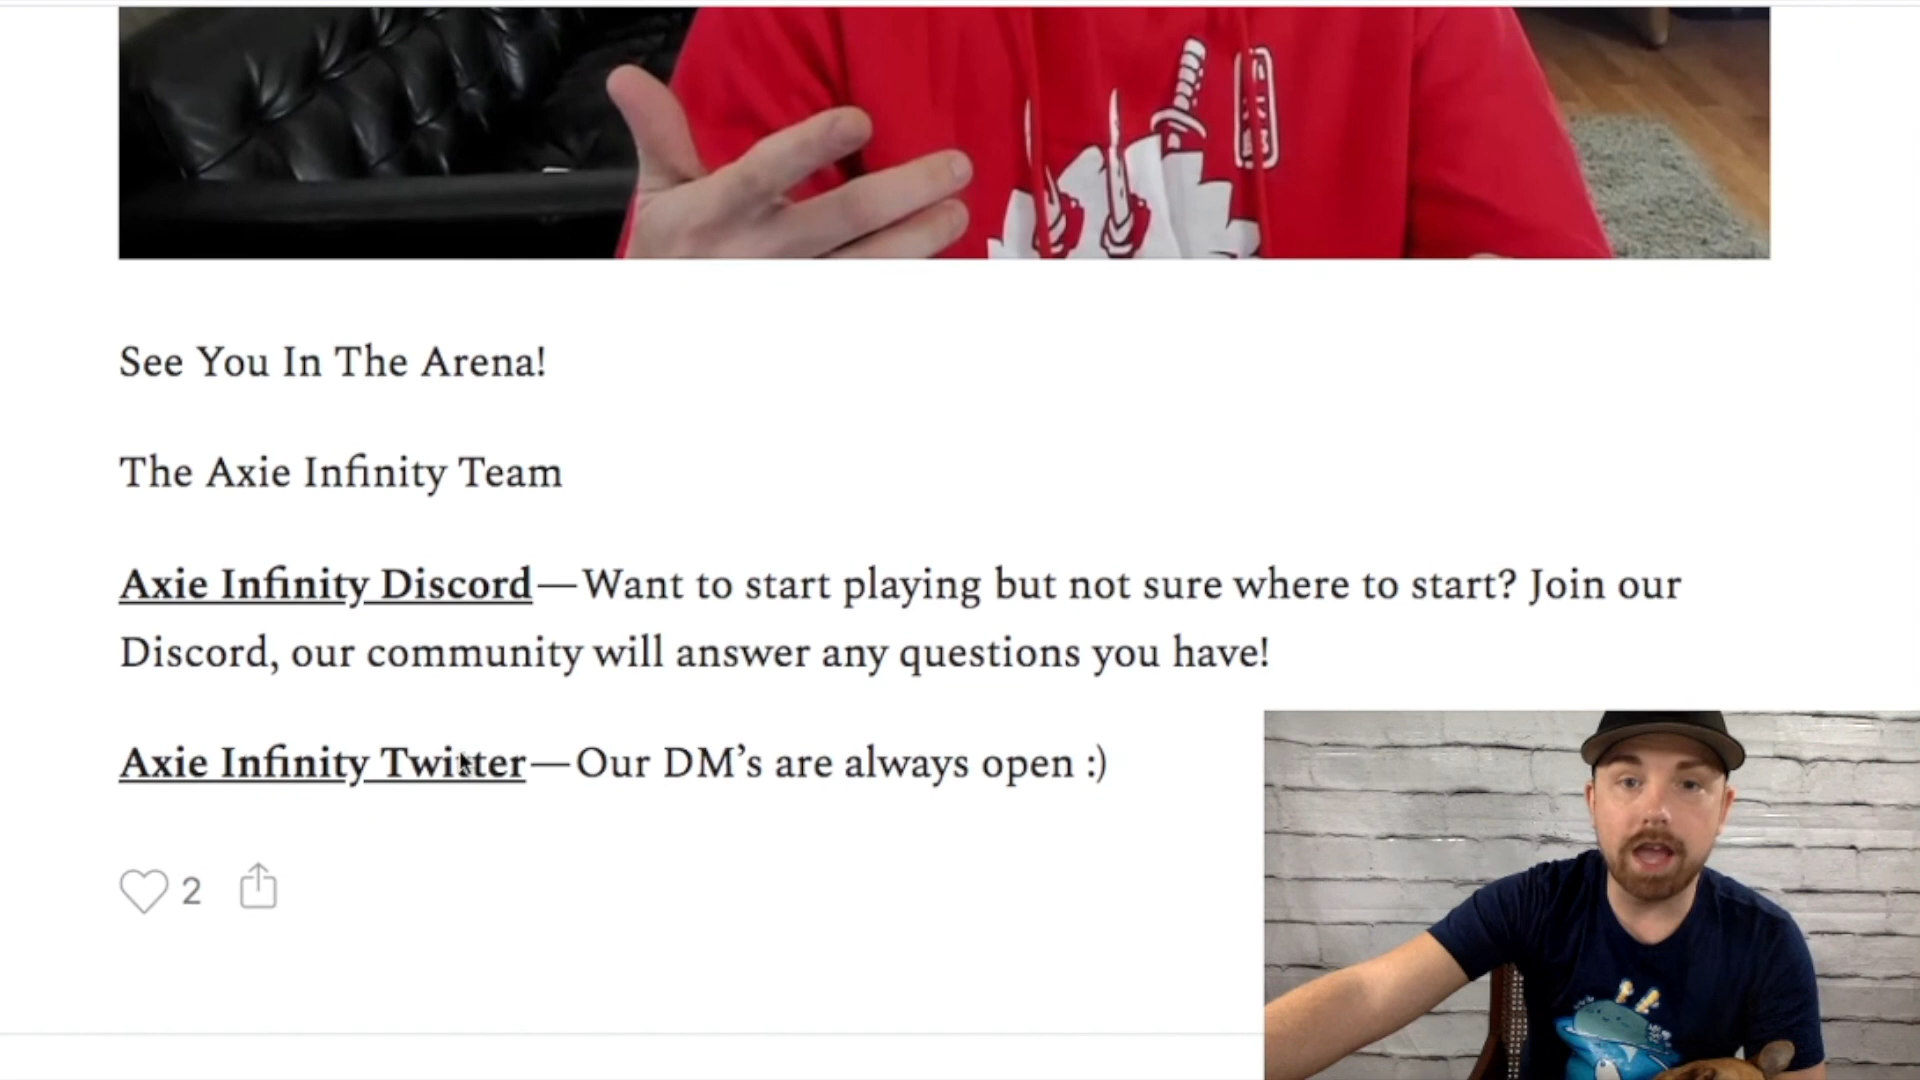 See You In The Arena!
The Axie Infinity Team
Axie Infinity Discord—Want to start playing but not sure where to start? Join our
Discord, our community will answer any questions you have!
Axie Infinity Twitter—Our DM’s are always open :)
2